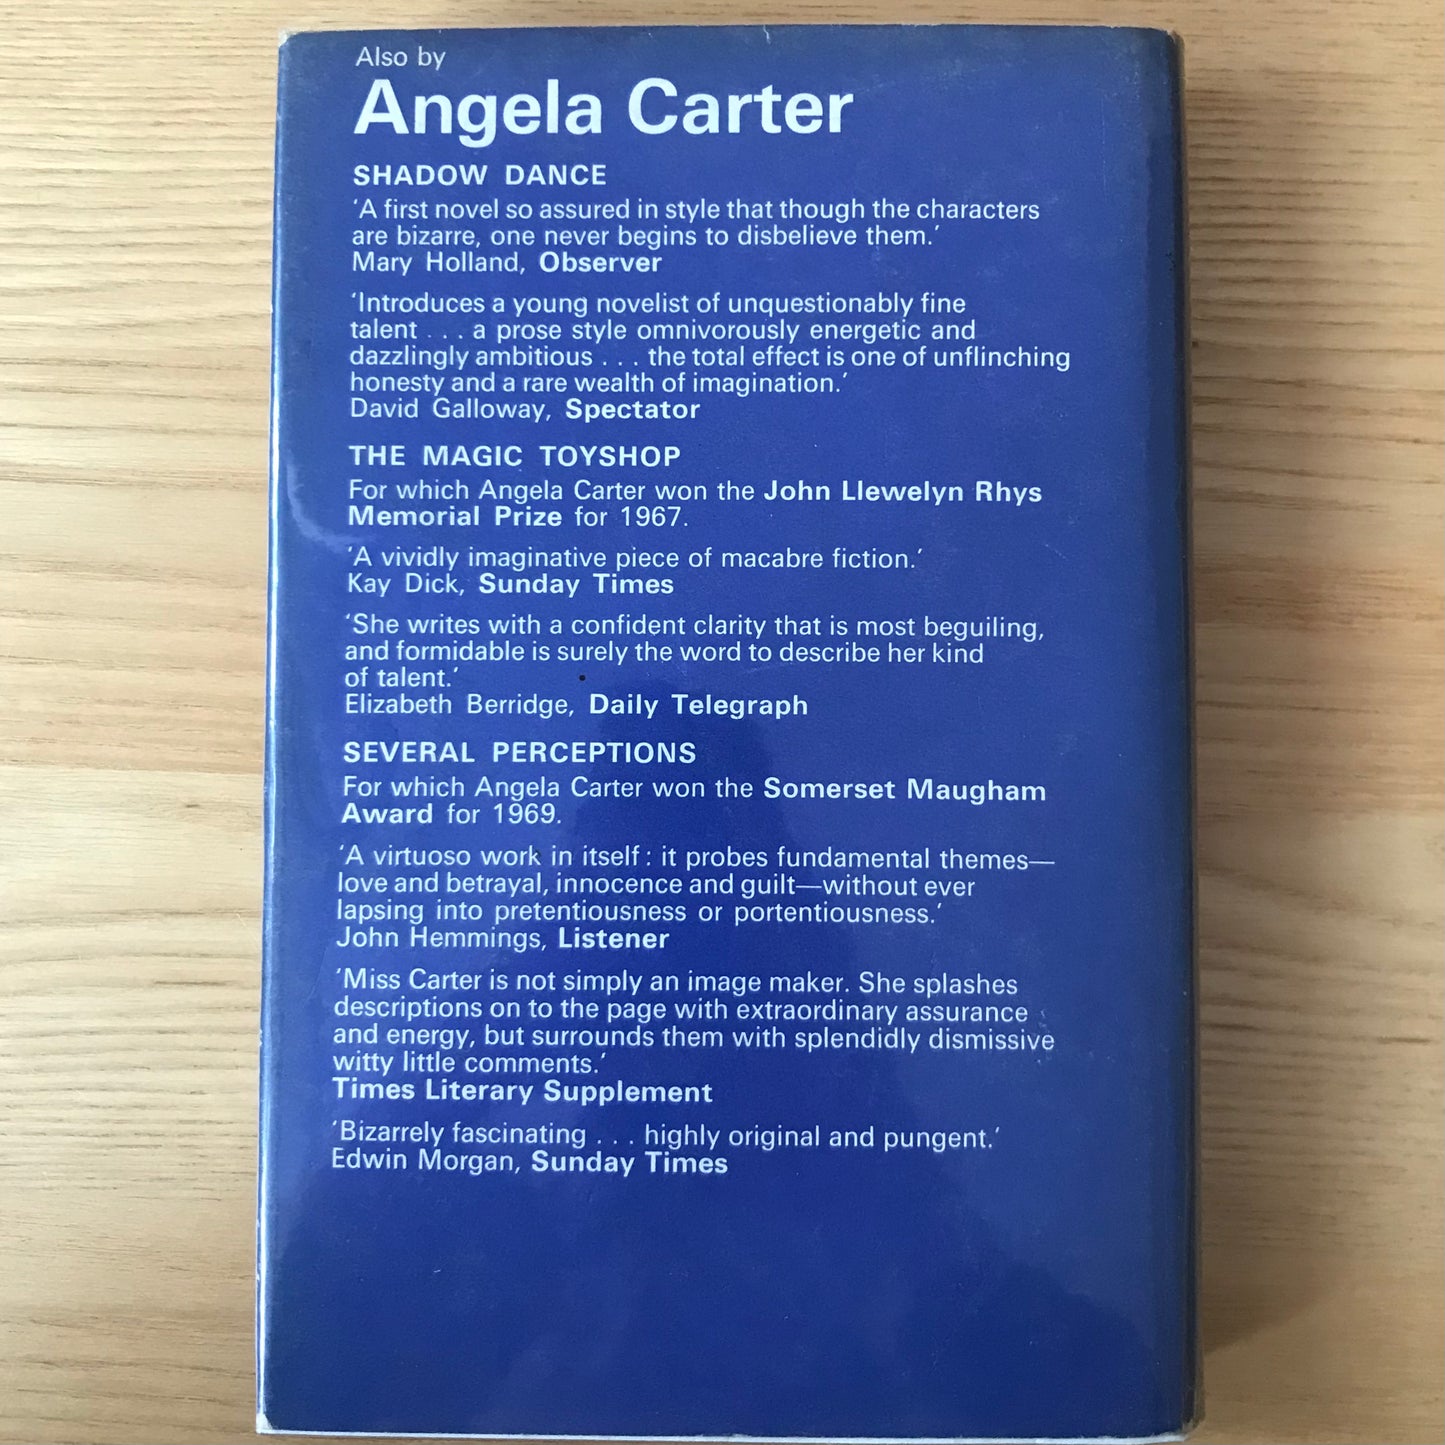 Also by
Angela Carter
SHADOW DANCE
‘A first novel so assured in style that though the characters
are bizarre, one never begins to disbelieve them.’
Mary Holland, Observer
‘Introduces a young novelist of unquestionably fine
talent . . . a prose style omnivorously energetic and
dazzlingly ambitious . . . the total effect is one of unflinching
honesty and a rare wealth of imagination.’
David Galloway, Spectator
THE MAGIC TOYSHOP
For which Angela Carter won the John Llewelyn Rhys
Memorial Prize for 1967.
‘A vividly imaginative piece of macabre fiction.’
Kay Dick, Sunday Times
‘She writes with a confident clarity that is most beguiling,
and formidable is surely the word to describe her kind
of talent.’
Elizabeth Berridge, Daily Telegraph
SEVERAL PERCEPTIONS
For which Angela Carter won the Somerset Maugham
Award for 1969.
‘A virtuoso work in itself : it probes fundamental themes—
love and betrayal, innocence and guilt—without ever
lapsing into pretentiousness or portentiousness.’
John Hemmings, Listener
‘Miss Carter is not simply an image maker. She splashes
descriptions on to the page with extraordinary assurance
and energy, but surrounds them with splendidly dismissive
witty little comments.’
Times Literary Supplement
‘Bizarrely fascinating . . . highly original and pungent.’
Edwin Morgan, Sunday Times